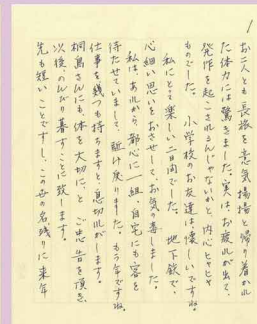 1
お二人とも長旅を意気揚場と帰り着かれ
た体力には驚きました。実は、お疲れが出て、
発作を起こされるんじゃないかと、内心ヒヤヒヤ
ものでした。小学校のお友達は懐しいですね。
私にとって楽しい二日間でした。地下鉄で、
心細い思いをおさせして、お気の毒しました。
私は、あれから、都心に一組、自宅にも客を
待たせていまして、駈け戻りました。もう年ですね。
仕事を幾つも持ちますと、息切れがします。
桐島さんにも体を大切に、と ご忠告を頂き
以後、のんびり暮すことに致します。
先も短いことですし、この世の名残りに来年